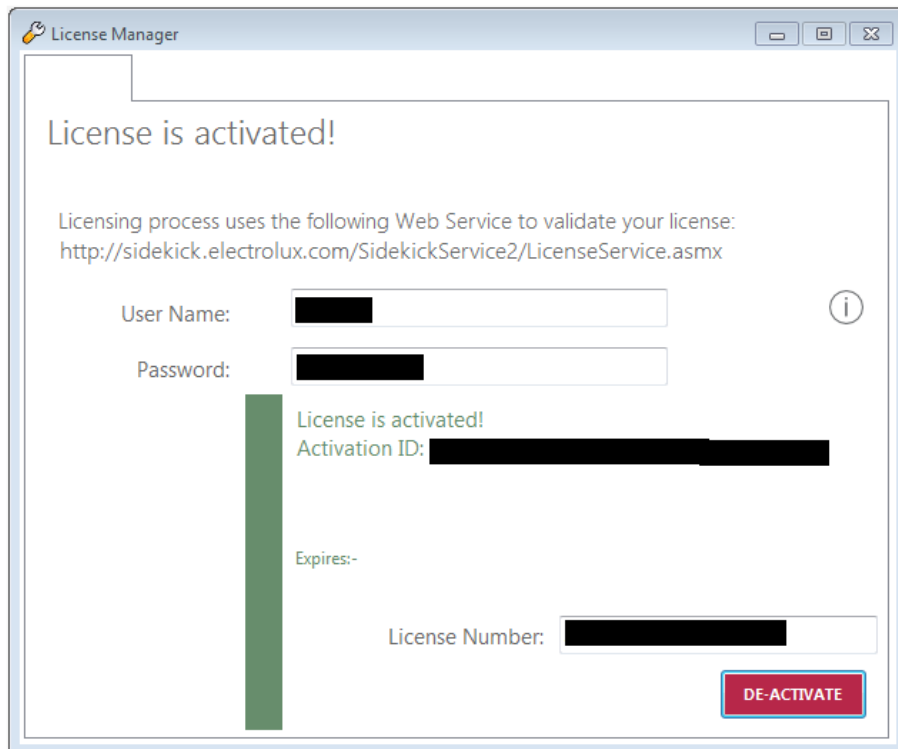 License Manager
License is activated!
Licensing process uses the following Web Service to validate your license:
http://sidekick.electrolux.com/SidekickService2/LicenseService.asmx
User Name:
i
Password:
License is activated!
Activation ID:
Expires:-
License Number:
DE-ACTIVATE